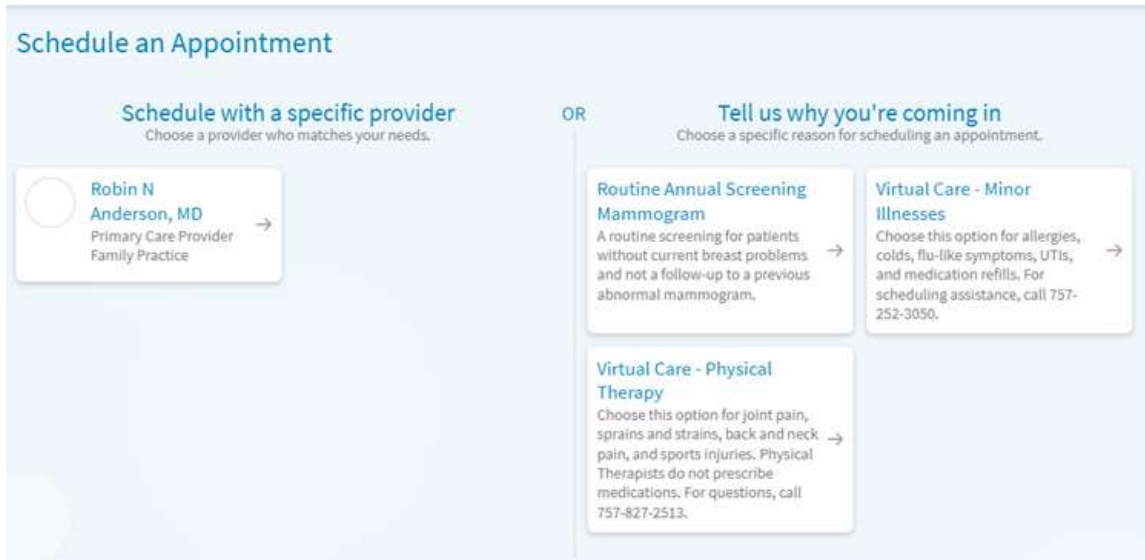 Schedule an Appointment
Schedule with a specific provider
Choose a provider who matches your needs.
Robin N
Anderson, MD
Primary Care Provider
Family Practice
OR
Tell us why you're coming in
Choose a specific reason for scheduling an appointment.
Routine Annual Screening
Mammogram
A routine screening for patients
without current breast problems
and not a follow-up to a previous
abnormal mammogram.
Virtual Care - Minor
Illnesses
Choose this option for allergies,
colds, flu-like symptoms, UTIs,
and medication refills. For
scheduling assistance, call 757-
252-3050.
Virtual Care - Physical
Therapy
Choose this option for joint pain,
sprains and strains, back and neck
pain, and sports injuries. Physical
Therapists do not prescribe
medications. For questions, call
757-827-2513.